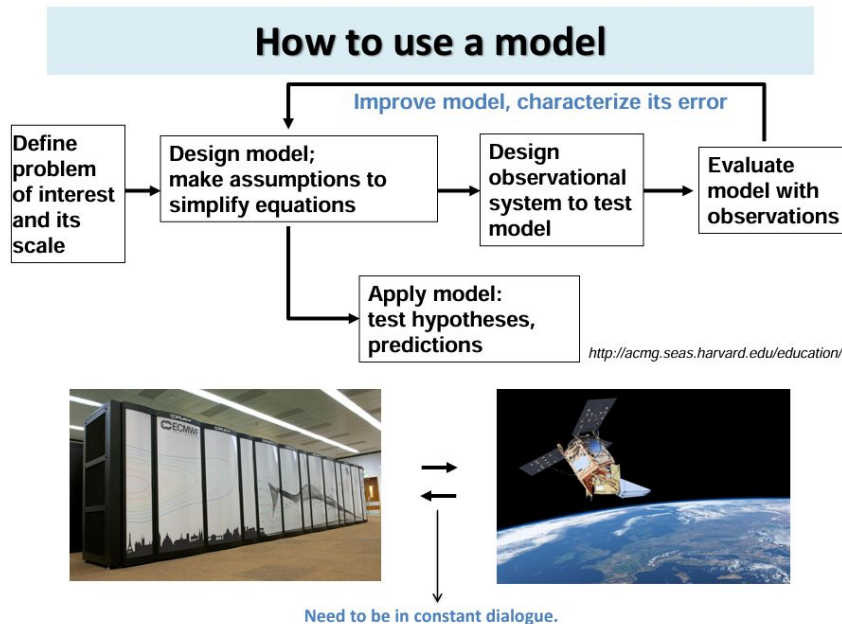 How to use a model
Improve model, characterize its error
Define
problem
of interest
and its
scale
Design model;
make assumptions to
simplify equations
Design
observational
system to test
model
Evaluate
model with
observations
Apply model:
test hypotheses,
predictions
http://acmg.seas.harvard.edu/education/
CRAY
ECMWF
CRAY
Need to be in constant dialogue.